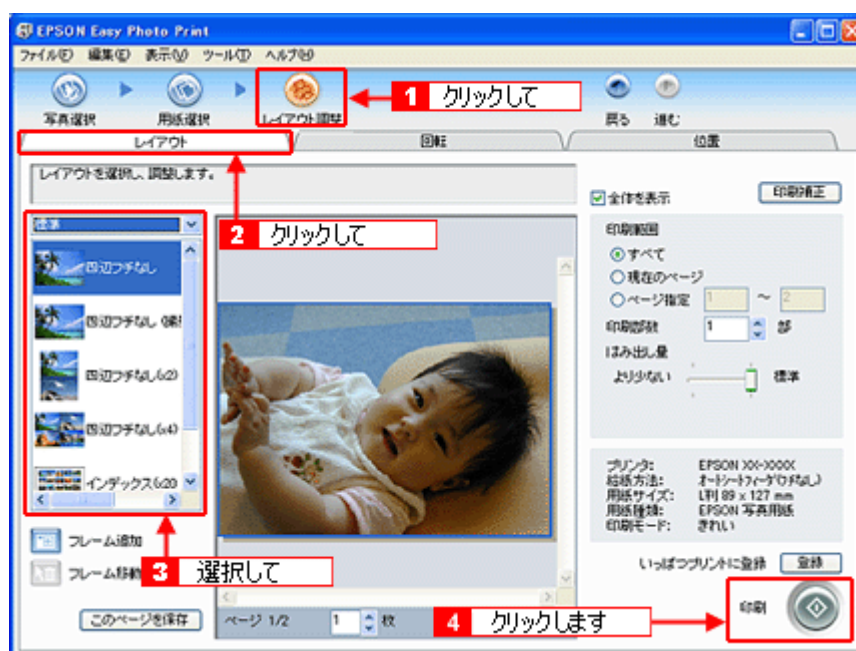 EPSON Easy Photo Print
ファイル(F) 編集(E) 表示(V) ツール(T) ヘルプ(H)
1 クリックして
写真選択 用紙選択 レイアウト調整 戻る 進む
レイアウト 回転 位置
レイアウトを選択し、調整します。
2 クリックして
標準
四辺フチなし
四辺フチなし
四辺フチなし(x2)
四辺フチなし(x4)
インデックス(x20
フレーム追加
フレーム移動
3 選択して
このページを保存
ページ 1/2 1 枚
全体を表示 印刷補正
印刷範囲
すべて
現在のページ
ページ指定 1 ~ 2
印刷部数 1 部
はみ出し量
より少ない 標準
プリンタ: EPSON XX-XXXX
給紙方法: オートシートフィーダ(フチなし)
用紙サイズ: L判 89 x 127 mm
用紙種類: EPSON 写真用紙
印刷モード: きれい
いっぱつプリントに登録 登録
4 クリックします
印刷